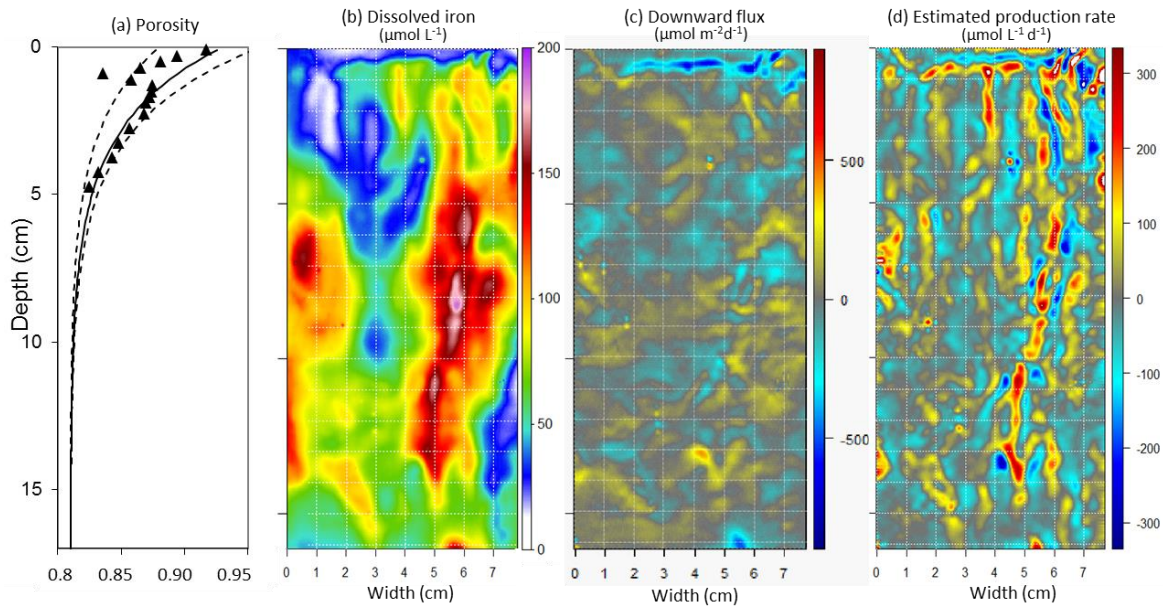 (a) Porosity
(b) Dissolved iron
(µmol L⁻¹)
(c) Downward flux
(µmol m⁻²d⁻¹)
(d) Estimated production rate
(µmol L⁻¹ d⁻¹)
Depth (cm)
0
5
10
15
0.8 0.85 0.90 0.95
200
150
100
50
0
0 1 2 3 4 5 6 7
Width (cm)
500
0
-500
0 1 2 3 4 5 6 7
Width (cm)
300
200
100
0
-100
-200
-300
0 1 2 3 4 5 6 7
Width (cm)